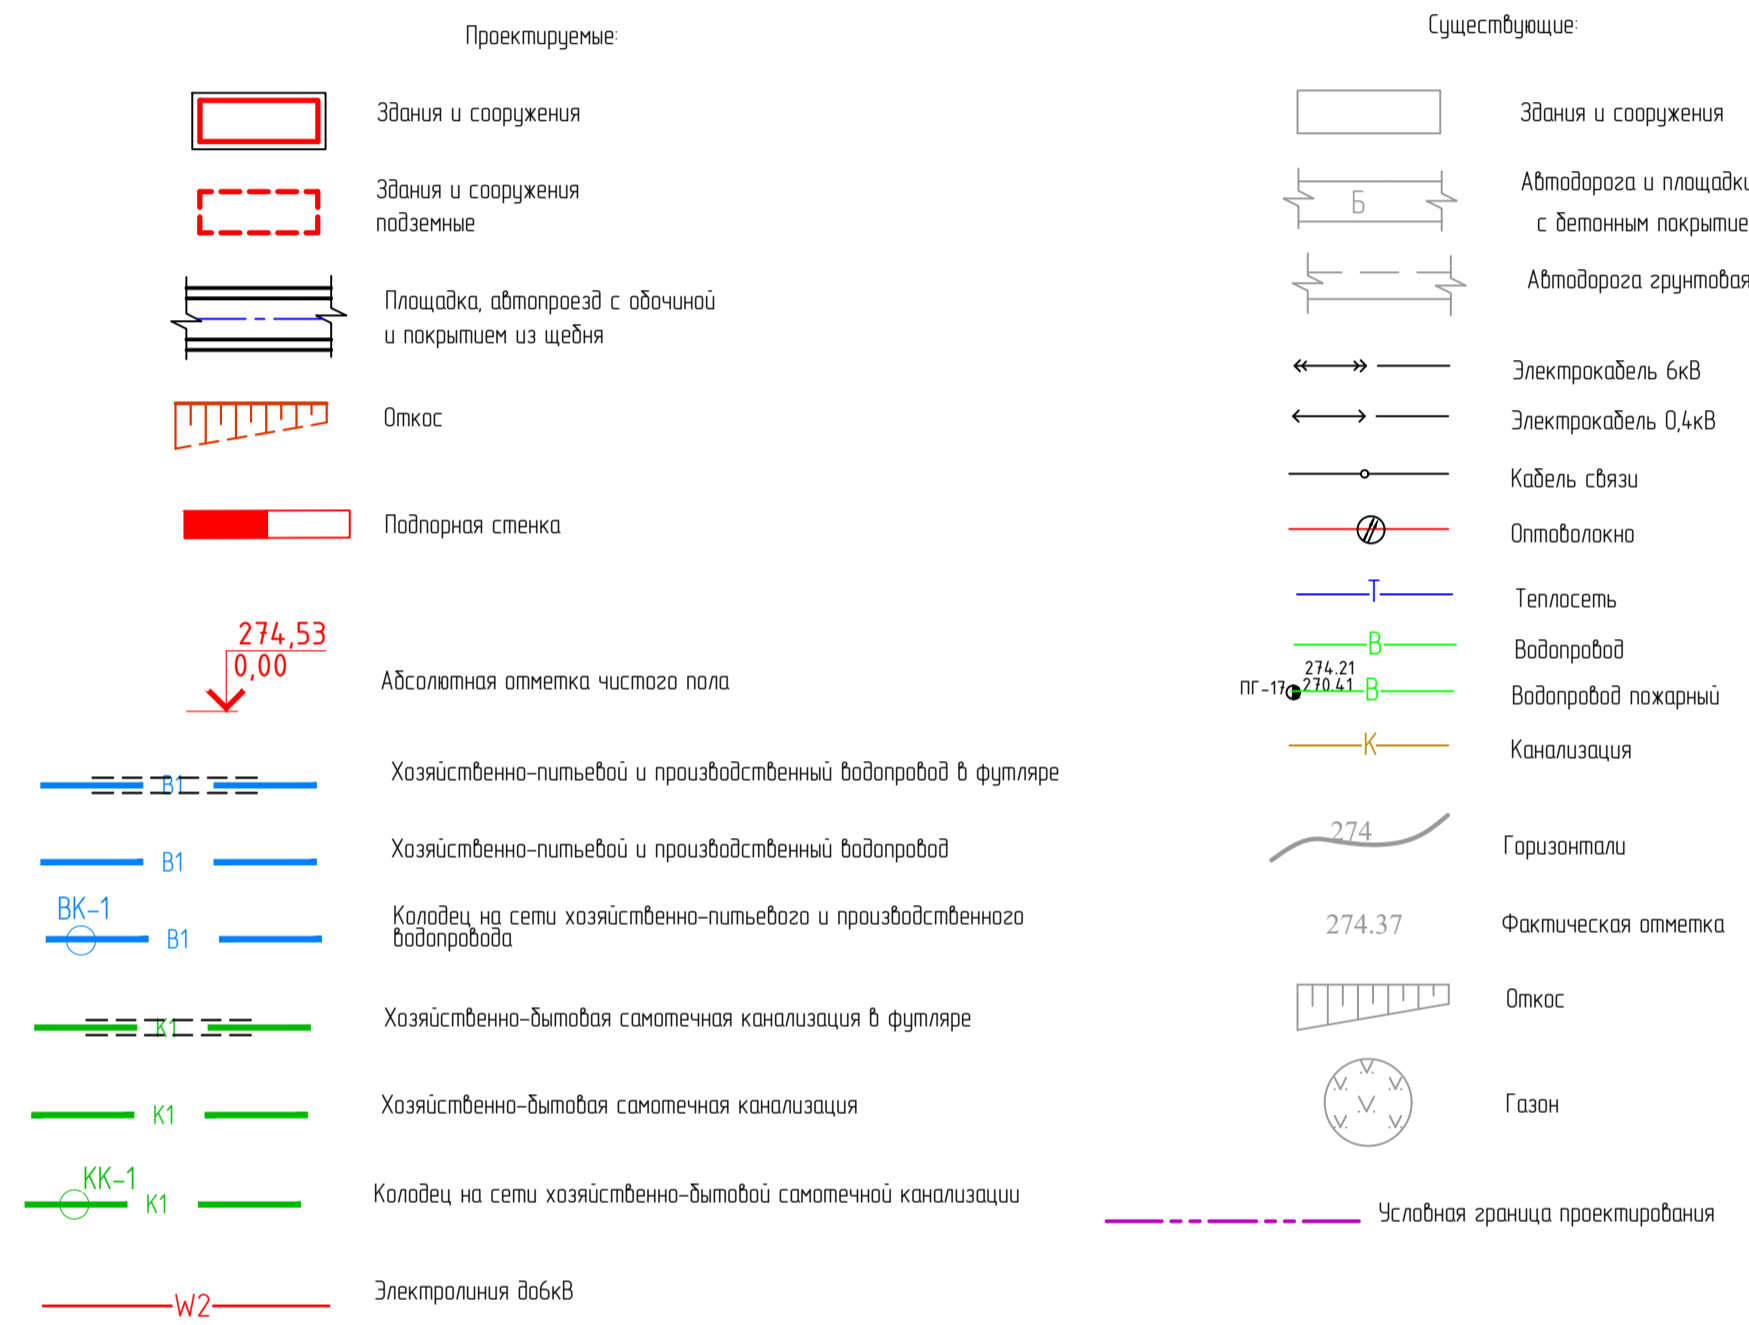 Проектируемые:
Здания и сооружения
Здания и сооружения
подземные
Площадка, автопроезд с обочиной
и покрытием из щебня
Откос
Подпорная стенка
274,53
0,00
Абсолютная отметка чистого пола
В1
Хозяйственно-питьевой и производственный водопровод в футляре
В1
Хозяйственно-питьевой и производственный водопровод
ВК-1
В1
Колодец на сети хозяйственно-питьевого и производственного
водопровода
К1
Хозяйственно-бытовая самотечная канализация в футляре
К1
Хозяйственно-бытовая самотечная канализация
КК-1
К1
Колодец на сети хозяйственно-бытовой самотечной канализации
W2
Электролиния до6кВ
Существующие:
Здания и сооружения
Б
Автодорога и площадки
с бетонным покрытие
Автодорога грунтовая
Электрокабель 6кВ
Электрокабель 0,4кВ
Кабель связи
Оптоволокно
Т
Теплосеть
В
Водопровод
274.21
ПГ-17
270.41
В
Водопровод пожарный
К
Канализация
274
Горизонтали
274.37
Фактическая отметка
Откос
Газон
Условная граница проектирования